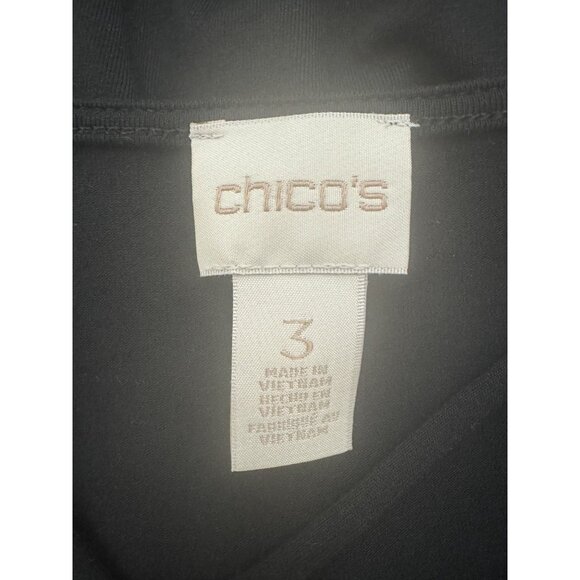 chico's
3
MADE IN
VIETNAM
HECHO EN
VIETNAM
FABRIQUÉ AU
VIETNAM